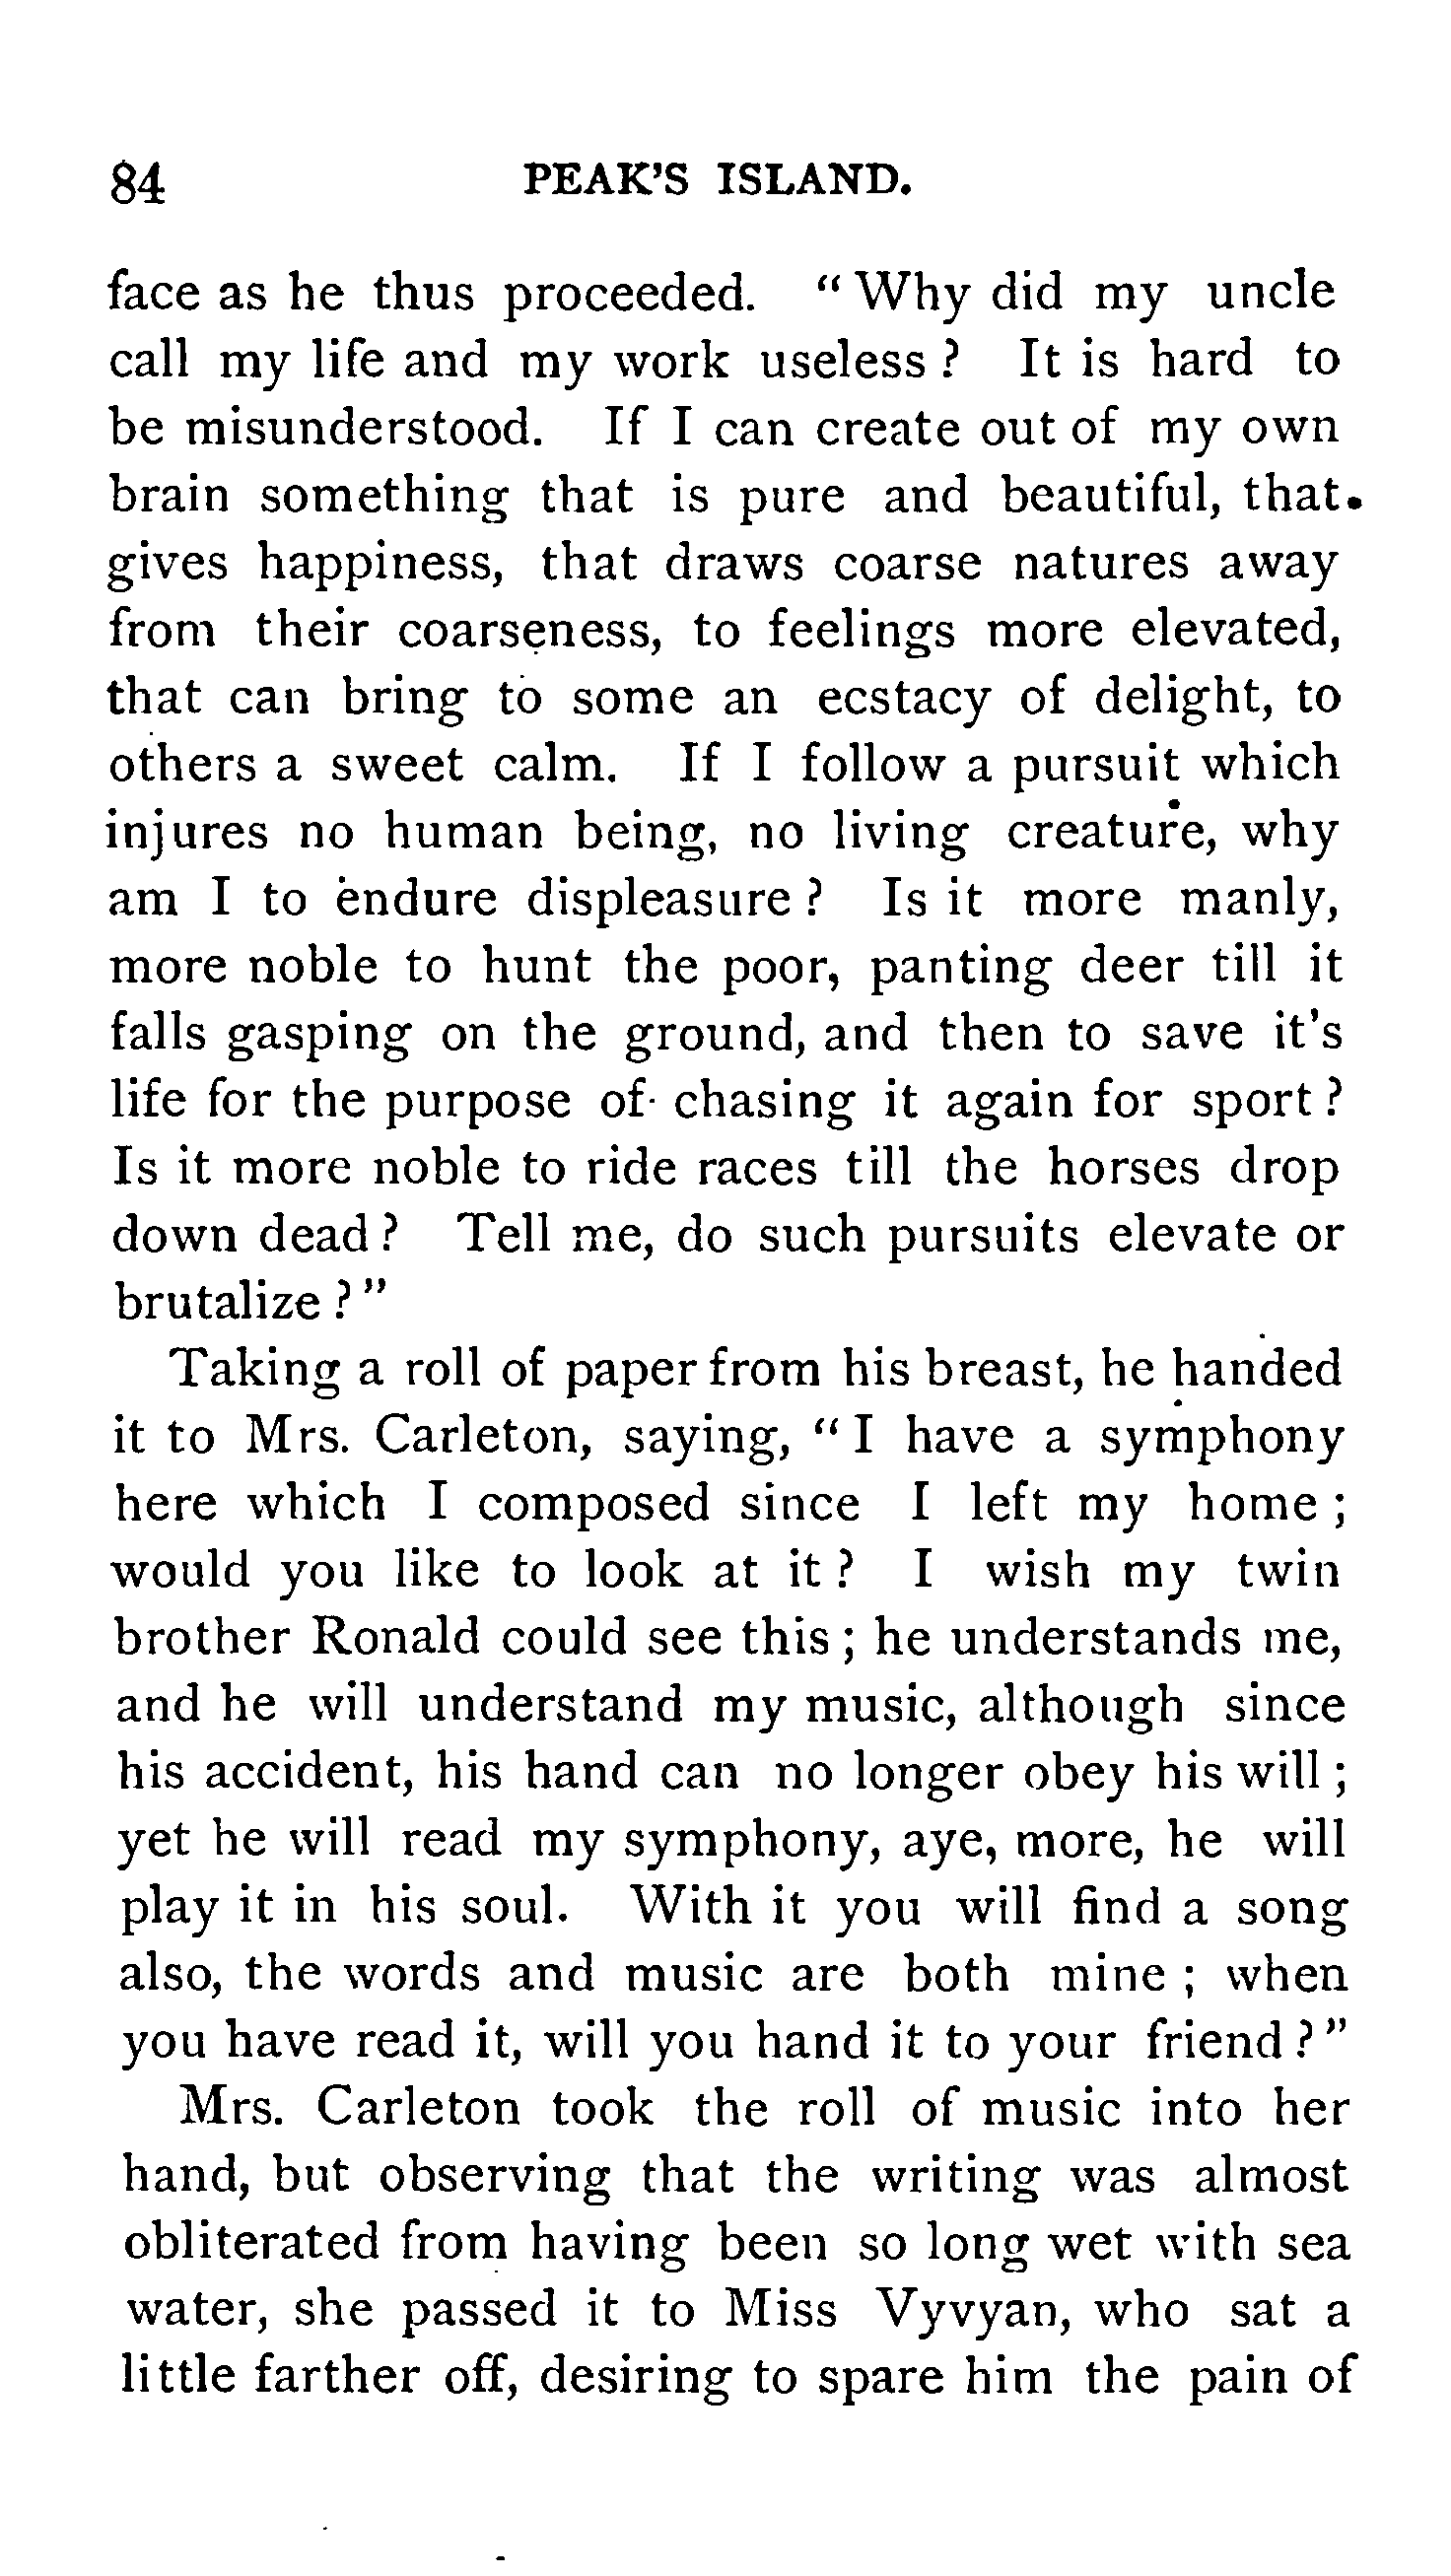 84 PEAK'S ISLAND.
face as he thus proceeded. "Why did my uncle
call my life and my work useless? It is hard to
be misunderstood. If I can create out of my own
brain something that is pure and beautiful, that
gives happiness, that draws coarse natures away
from their coarseness, to feelings more elevated,
that can bring to some an ecstacy of delight, to
others a sweet calm. If I follow a pursuit which
injures no human being, no living creature, why
am I to endure displeasure? Is it more manly,
more noble to hunt the poor, panting deer till it
falls gasping on the ground, and then to save it's
life for the purpose of chasing it again for sport?
Is it more noble to ride races till the horses drop
down dead? Tell me, do such pursuits elevate or
brutalize?"
Taking a roll of paper from his breast, he handed
it to Mrs. Carleton, saying, "I have a symphony
here which I composed since I left my home;
would you like to look at it? I wish my twin
brother Ronald could see this; he understands me,
and he will understand my music, although since
his accident, his hand can no longer obey his will;
yet he will read my symphony, aye, more, he will
play it in his soul. With it you will find a song
also, the words and music are both mine; when
you have read it, will you hand it to your friend?"
Mrs. Carleton took the roll of music into her
hand, but observing that the writing was almost
obliterated from having been so long wet with sea
water, she passed it to Miss Vyvyan, who sat a
little farther off, desiring to spare him the pain of